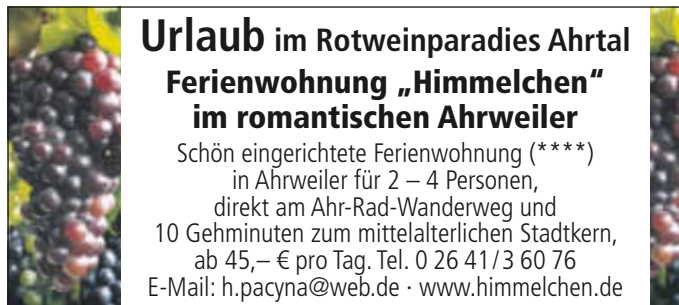 Urlaub im Rotweinparadies Ahrtal
Ferienwohnung „Himmelchen“
im romantischen Ahrweiler
Schön eingerichtete Ferienwohnung (****)
in Ahrweiler für 2 – 4 Personen,
direkt am Ahr-Rad-Wanderweg und
10 Gehminuten zum mittelalterlichen Stadtkern,
ab 45,– € pro Tag. Tel. 0 26 41/3 60 76
E-Mail: h.pacyna@web.de · www.himmelchen.de